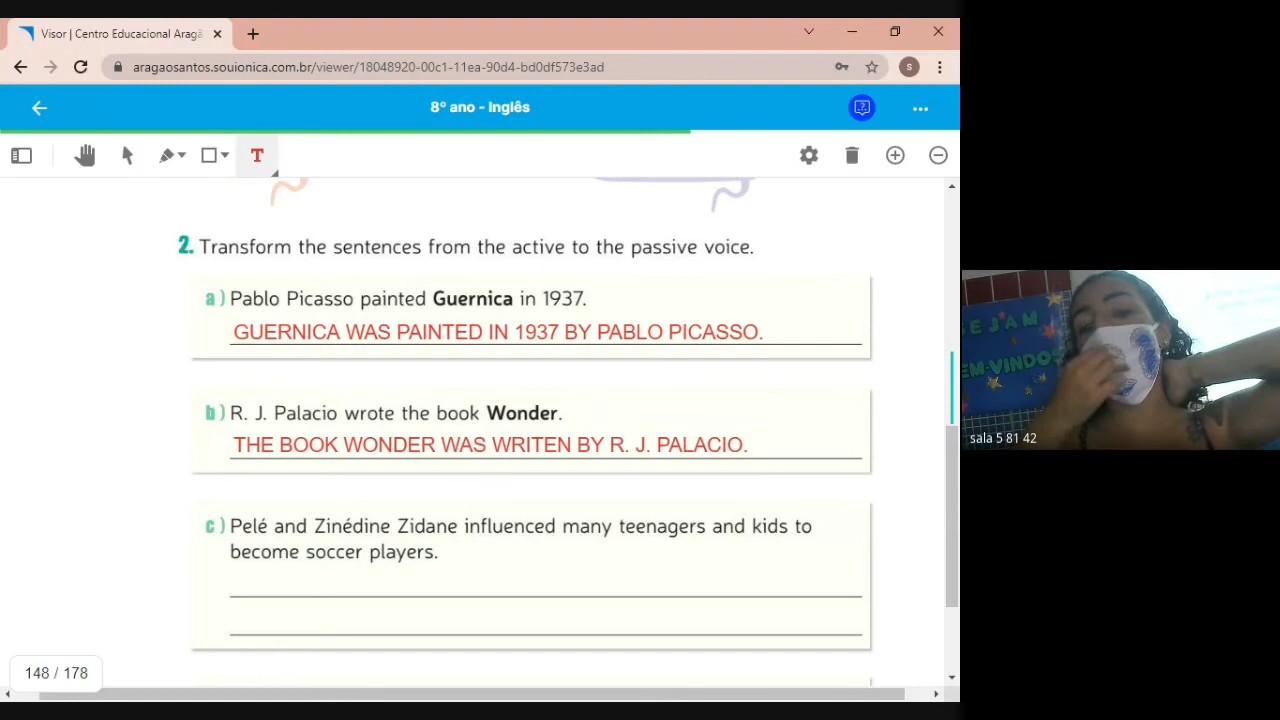 Visor | Centro Educacional Aragã
aragaosantos.souionica.com.br/viewer/18048920-00c1-11ea-90d4-bd0df573e3ad
s
8º ano - Inglês
T
2. Transform the sentences from the active to the passive voice.
a) Pablo Picasso painted Guernica in 1937.
GUERNICA WAS PAINTED IN 1937 BY PABLO PICASSO.
b) R. J. Palacio wrote the book Wonder.
THE BOOK WONDER WAS WRITEN BY R. J. PALACIO.
c) Pelé and Zinédine Zidane influenced many teenagers and kids to
become soccer players.
148 / 178
SEJAM
BEM-VINDOS
sala 5 81 42